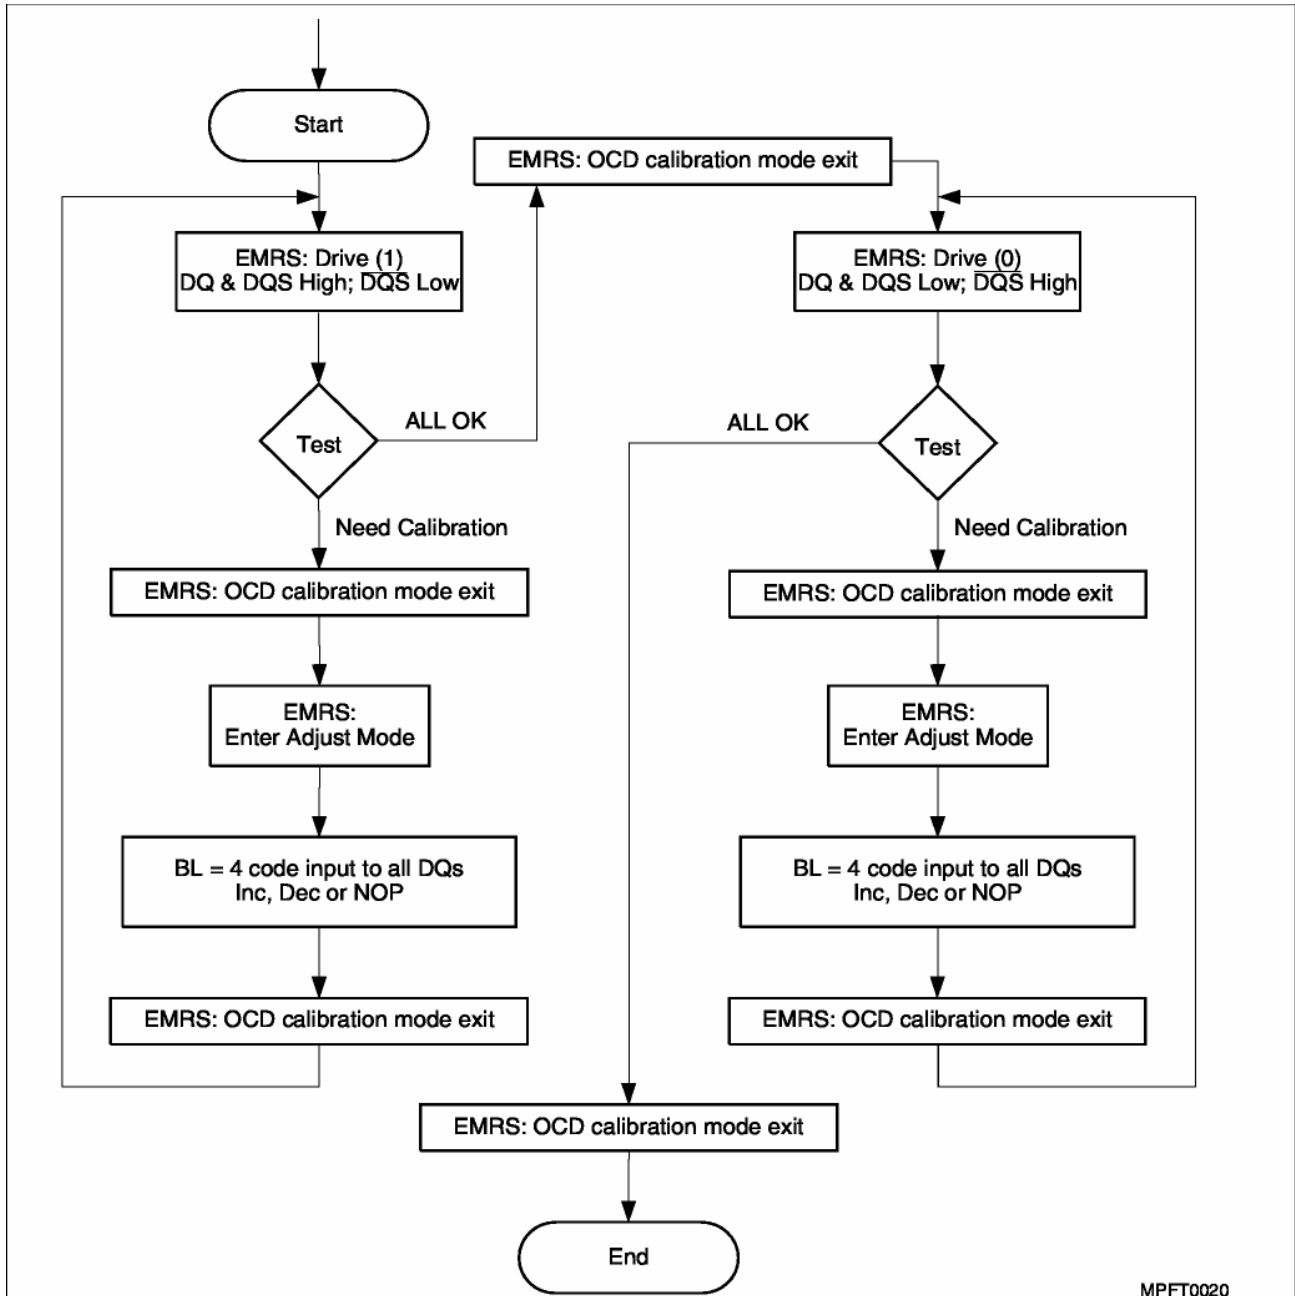 Start
EMRS: OCD calibration mode exit
EMRS: Drive (1)
DQ & DQS High; D̅Q̅S̅ Low
EMRS: Drive (0)
DQ & DQS Low; D̅Q̅S̅ High
ALL OK
Test
ALL OK
Test
Need Calibration
Need Calibration
EMRS: OCD calibration mode exit
EMRS: OCD calibration mode exit
EMRS:
Enter Adjust Mode
EMRS:
Enter Adjust Mode
BL = 4 code input to all DQs
Inc, Dec or NOP
BL = 4 code input to all DQs
Inc, Dec or NOP
EMRS: OCD calibration mode exit
EMRS: OCD calibration mode exit
EMRS: OCD calibration mode exit
End
MPFT0020